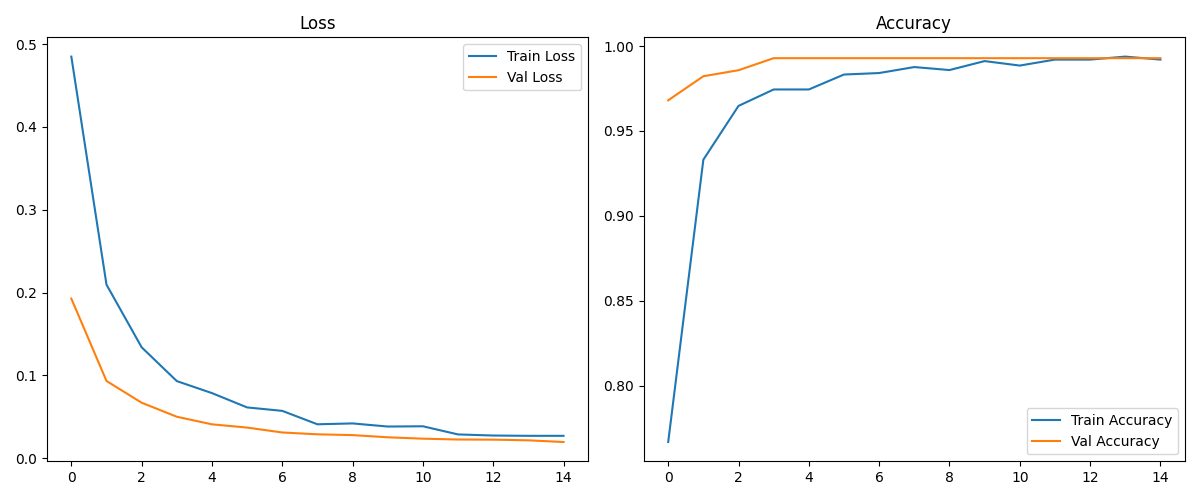 Loss
0.5
0.4
0.3
0.2
0.1
0.0
0 2 4 6 8 10 12 14
Train Loss
Val Loss
Accuracy
1.00
0.95
0.90
0.85
0.80
0 2 4 6 8 10 12 14
Train Accuracy
Val Accuracy